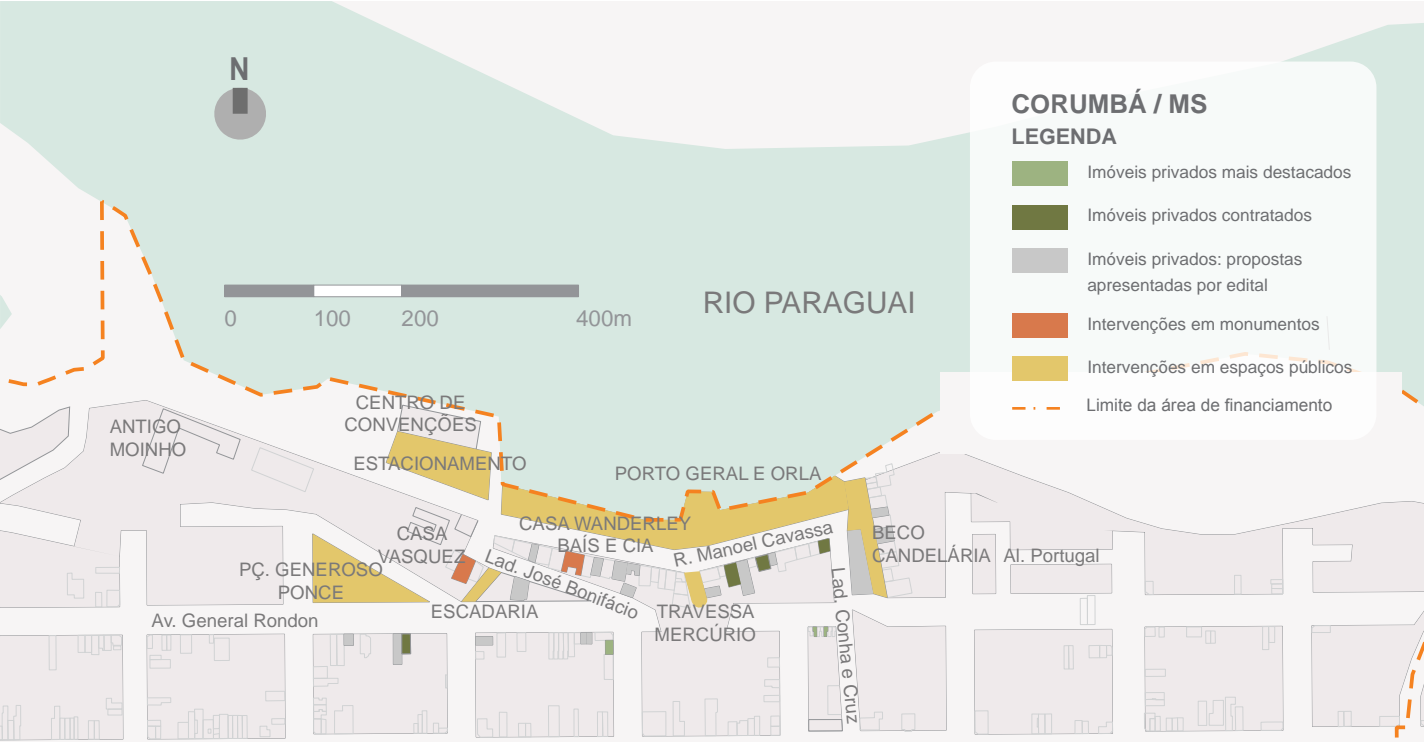 N
CORUMBÁ / MS
LEGENDA
Imóveis privados mais destacados
Imóveis privados contratados
Imóveis privados: propostas
apresentadas por edital
Intervenções em monumentos
Intervenções em espaços públicos
Limite da área de financiamento
RIO PARAGUAI
0 100 200 400m
CENTRO DE
CONVENÇÕES
ANTIGO
MOINHO
ESTACIONAMENTO
PORTO GERAL E ORLA
CASA WANDERLEY
BAÍS E CIA
CASA
VASQUEZ
R. Manoel Cavassa
BECO
CANDELÁRIA
Al. Portugal
Lad. José Bonifácio
PÇ. GENEROSO
PONCE
ESCADARIA
TRAVESSA
MERCÚRIO
Lad. Conha e Cruz
Av. General Rondon